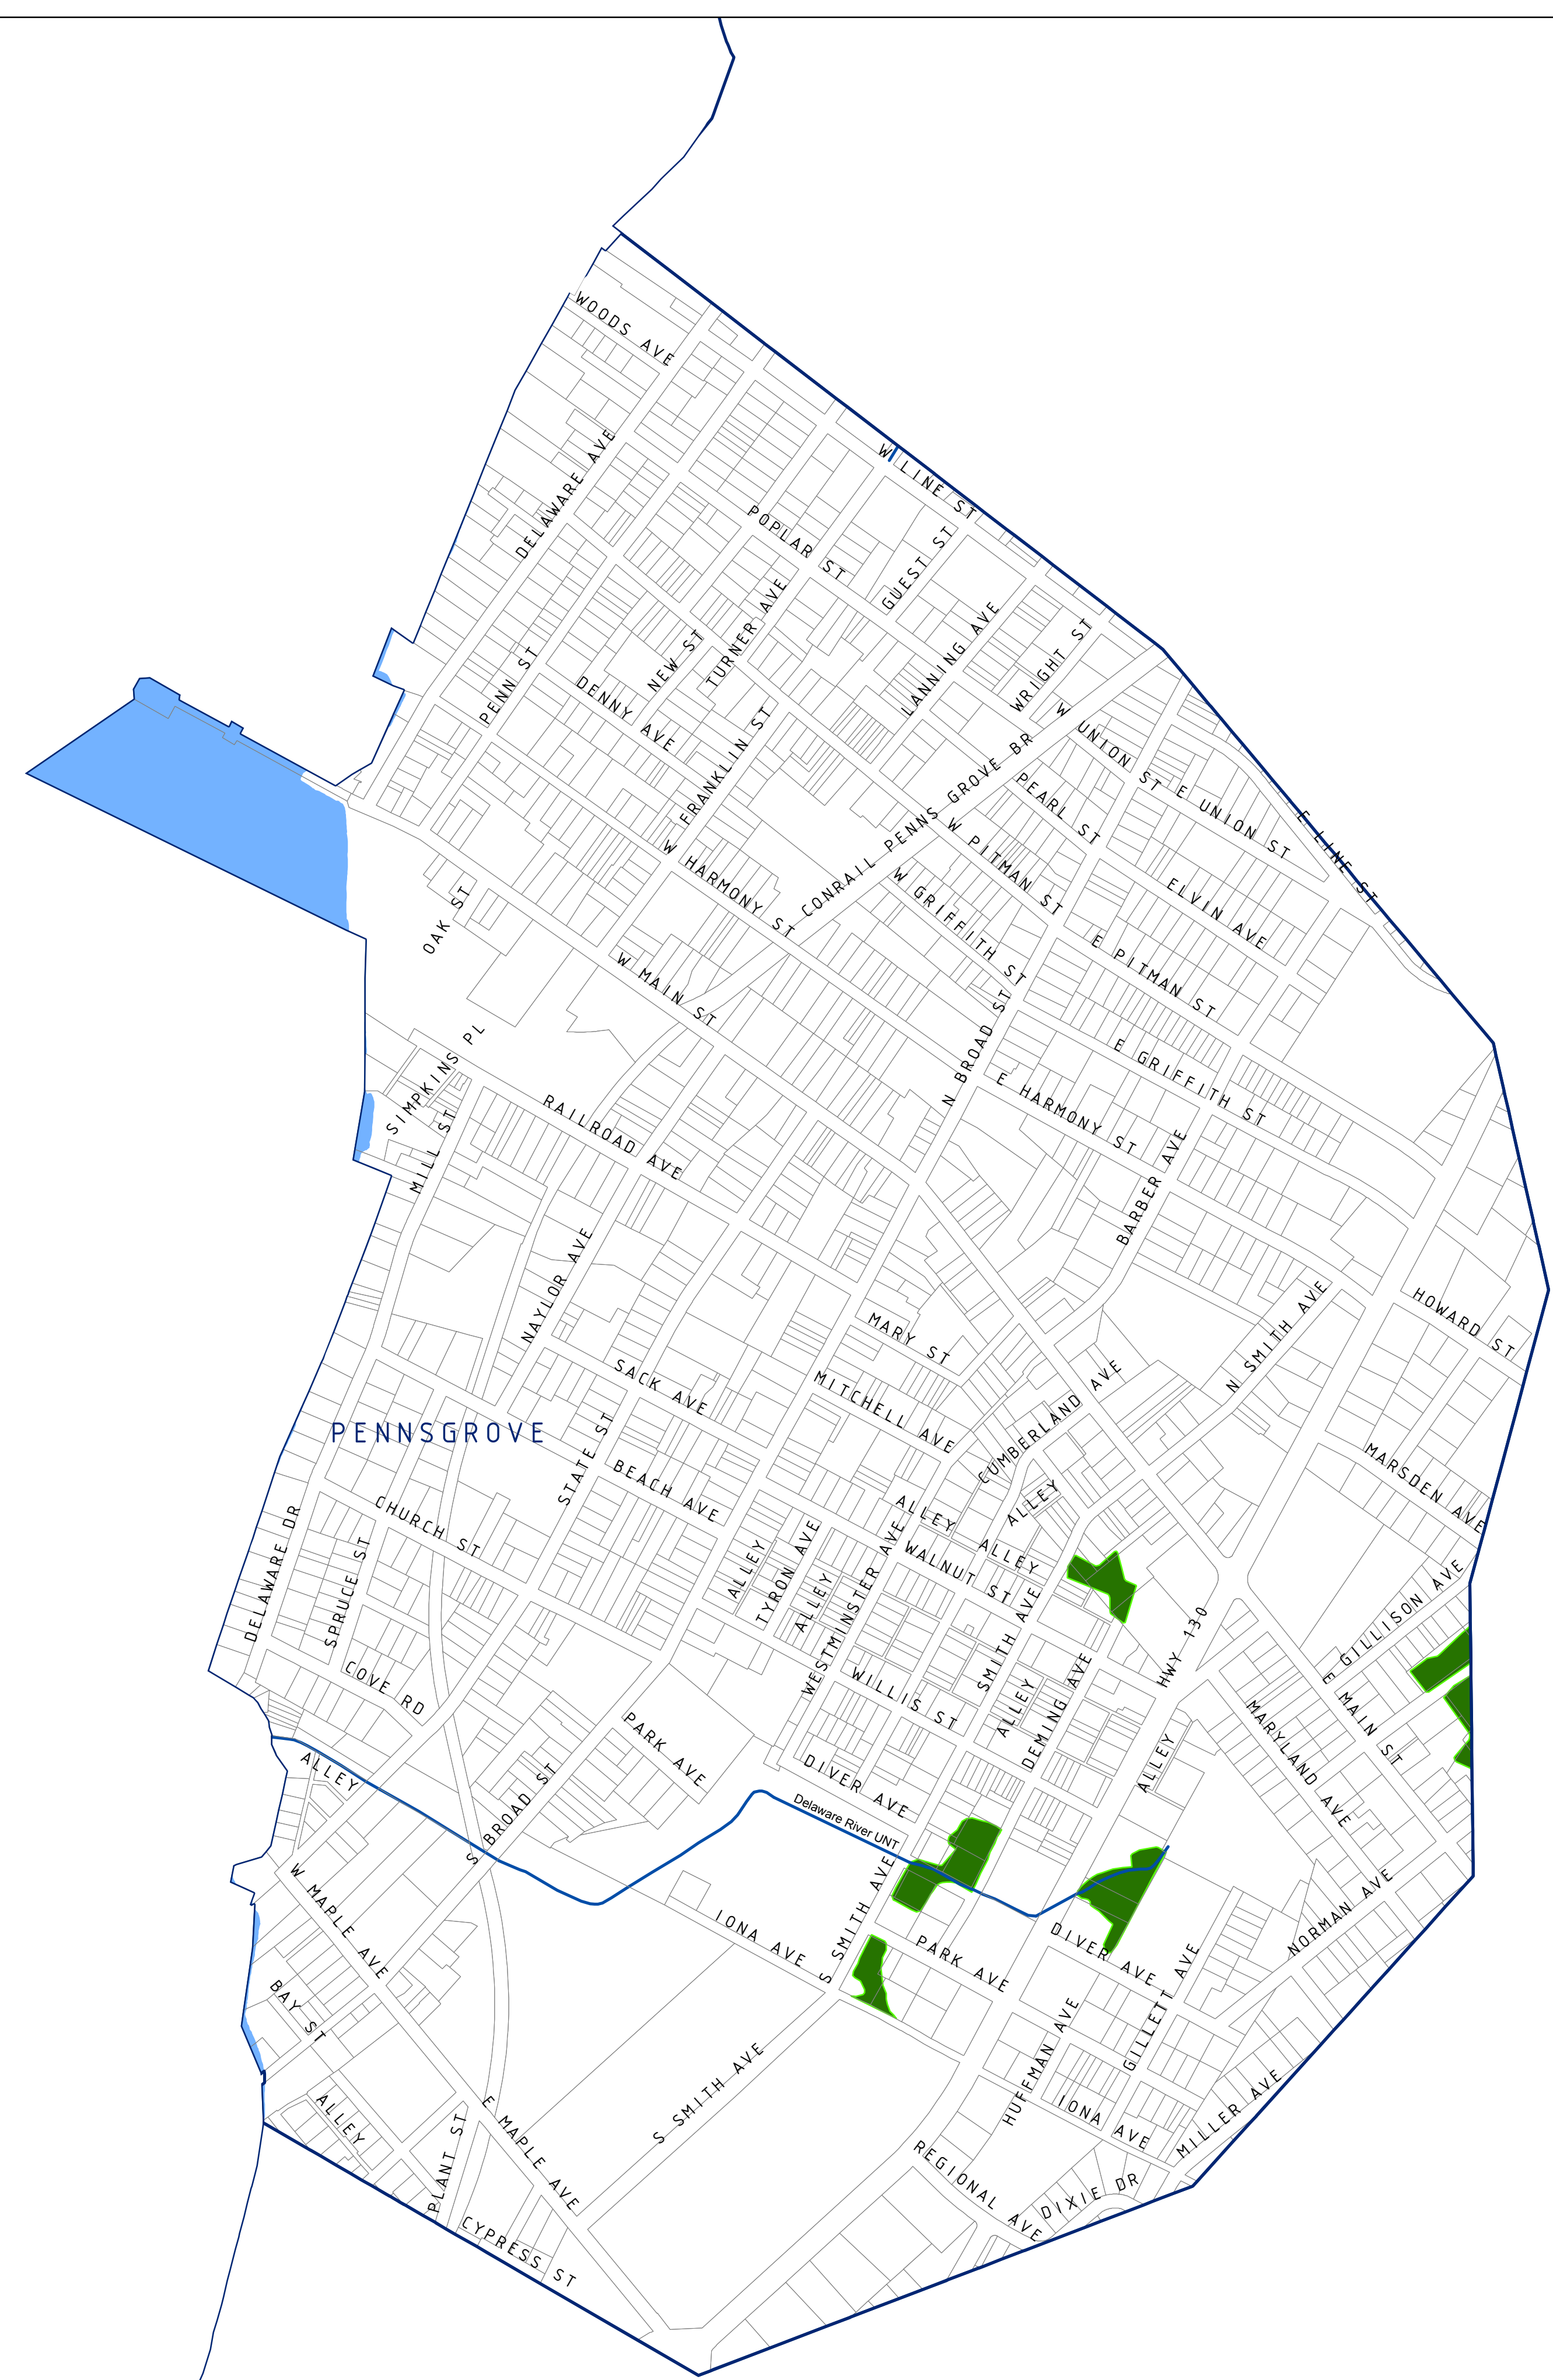 WOODS AVE
DELAWARE AVE
W LINE ST
POPLAR ST
GUEST ST
TURNER AVE
NEW ST
LANNING AVE
WRIGHT ST
PENN ST
DENNY AVE
FRANKLIN ST
W UNION ST
E UNION ST
E LINE ST
CONRAIL PENNS GROVE BR
PEARL ST
W PITMAN ST
W HARMONY ST
W GRIFFITH ST
ELVIN AVE
OAK ST
W MAIN ST
E PITMAN ST
N BROAD ST
E GRIFFITH ST
E HARMONY ST
SIMPKINS PL
MILL ST
RAILROAD AVE
BARBER AVE
NAYLOR AVE
MARY ST
N SMITH AVE
HOWARD ST
SACK AVE
MITCHELL AVE
CUMBERLAND AVE
PENNSGROVE
STATE ST
BEACH AVE
MARSDEN AVE
CHURCH ST
ALLEY
ALLEY
ALLEY
DELAWARE DR
SPRUCE ST
ALLEY
TYRON AVE
ALLEY
WESTMINSTER AVE
WALNUT ST
SMITH AVE
HWY 130
E GILLISON AVE
COVE RD
WILLIS ST
ALLEY
DEMING AVE
E MAIN ST
MARYLAND AVE
PARK AVE
ALLEY
ALLEY
DIVER AVE
S BROAD ST
Delaware River UNT
W MAPLE AVE
IONA AVE
S SMITH AVE
PARK AVE
DIVER AVE
NORMAN AVE
BAY ST
HUFFMAN AVE
GILLETT AVE
S SMITH AVE
ALLEY
PLANT ST
E MAPLE AVE
IONA AVE
MILLER AVE
REGIONAL AVE
DIXIE DR
CYPRESS ST